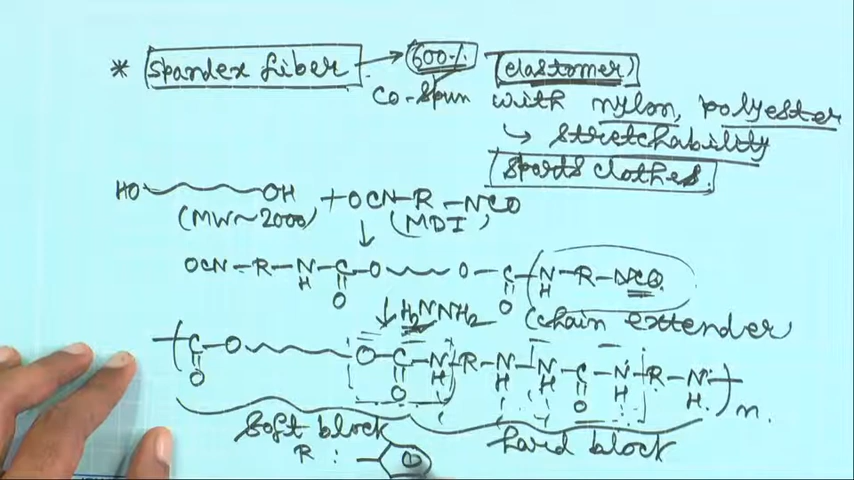 * Spandex fiber → 600% (elastomer)
co-spun with nylon, polyester
↳ stretchability
sports clothes.
HO~~~OH + OCN-R-NCO
(MW~2000) (MDI)
↓
OCN-R-N-C-O~~~O-C-N-R-NCO
H O O H
↓ H2NNH2 (chain extender
(C-O~~~O-C-N-R-N-N-C-N-R-N)n.
O O H H H O H H
Soft block hard block
R :